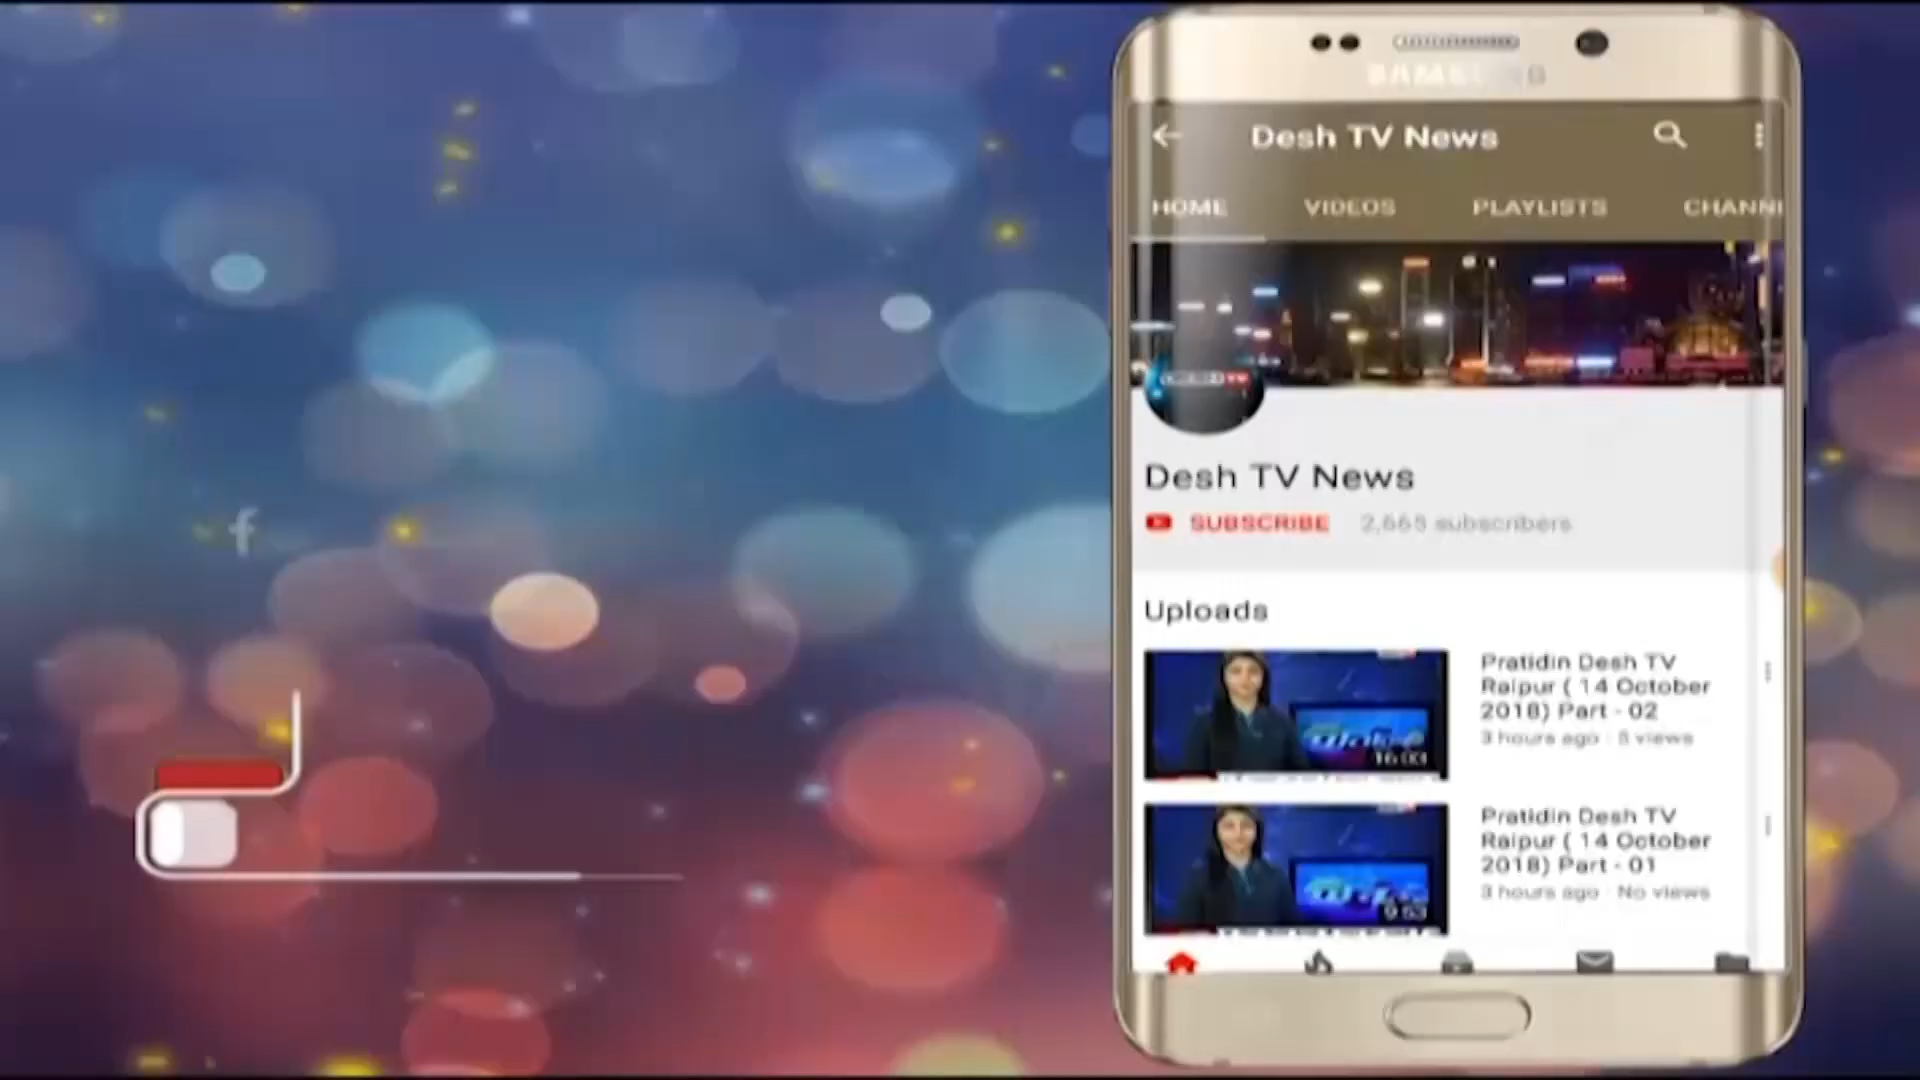 SAMSUNG
Desh TV News
HOME VIDEOS PLAYLISTS CHANN
Desh TV News
SUBSCRIBE 2,665 subscribers
Uploads
Pratidin Desh TV
Raipur ( 14 October
2018) Part - 02
3 hours ago · 5 views
16:03
Pratidin Desh TV
Raipur ( 14 October
2018) Part - 01
3 hours ago · No views
9:53
f